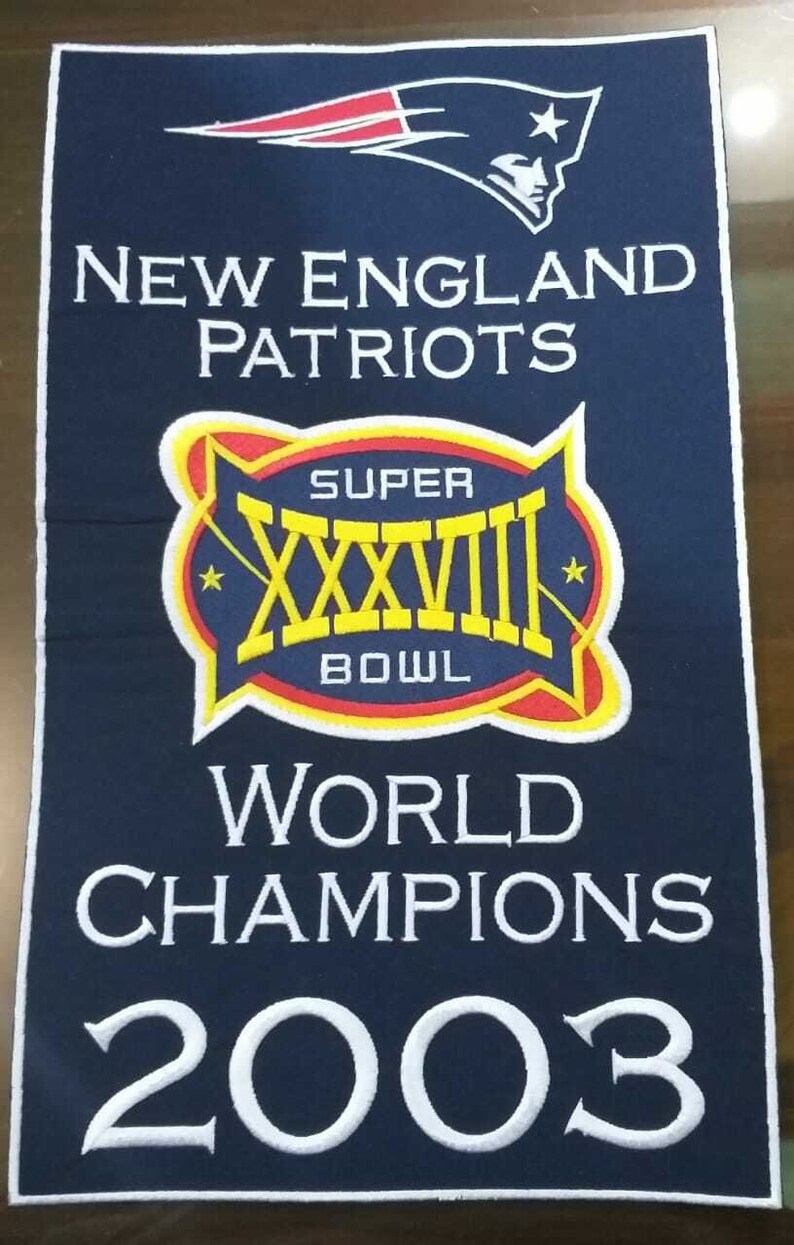 NEW ENGLAND
PATRIOTS
SUPER
XXXVIII
BOWL
WORLD
CHAMPIONS
2003